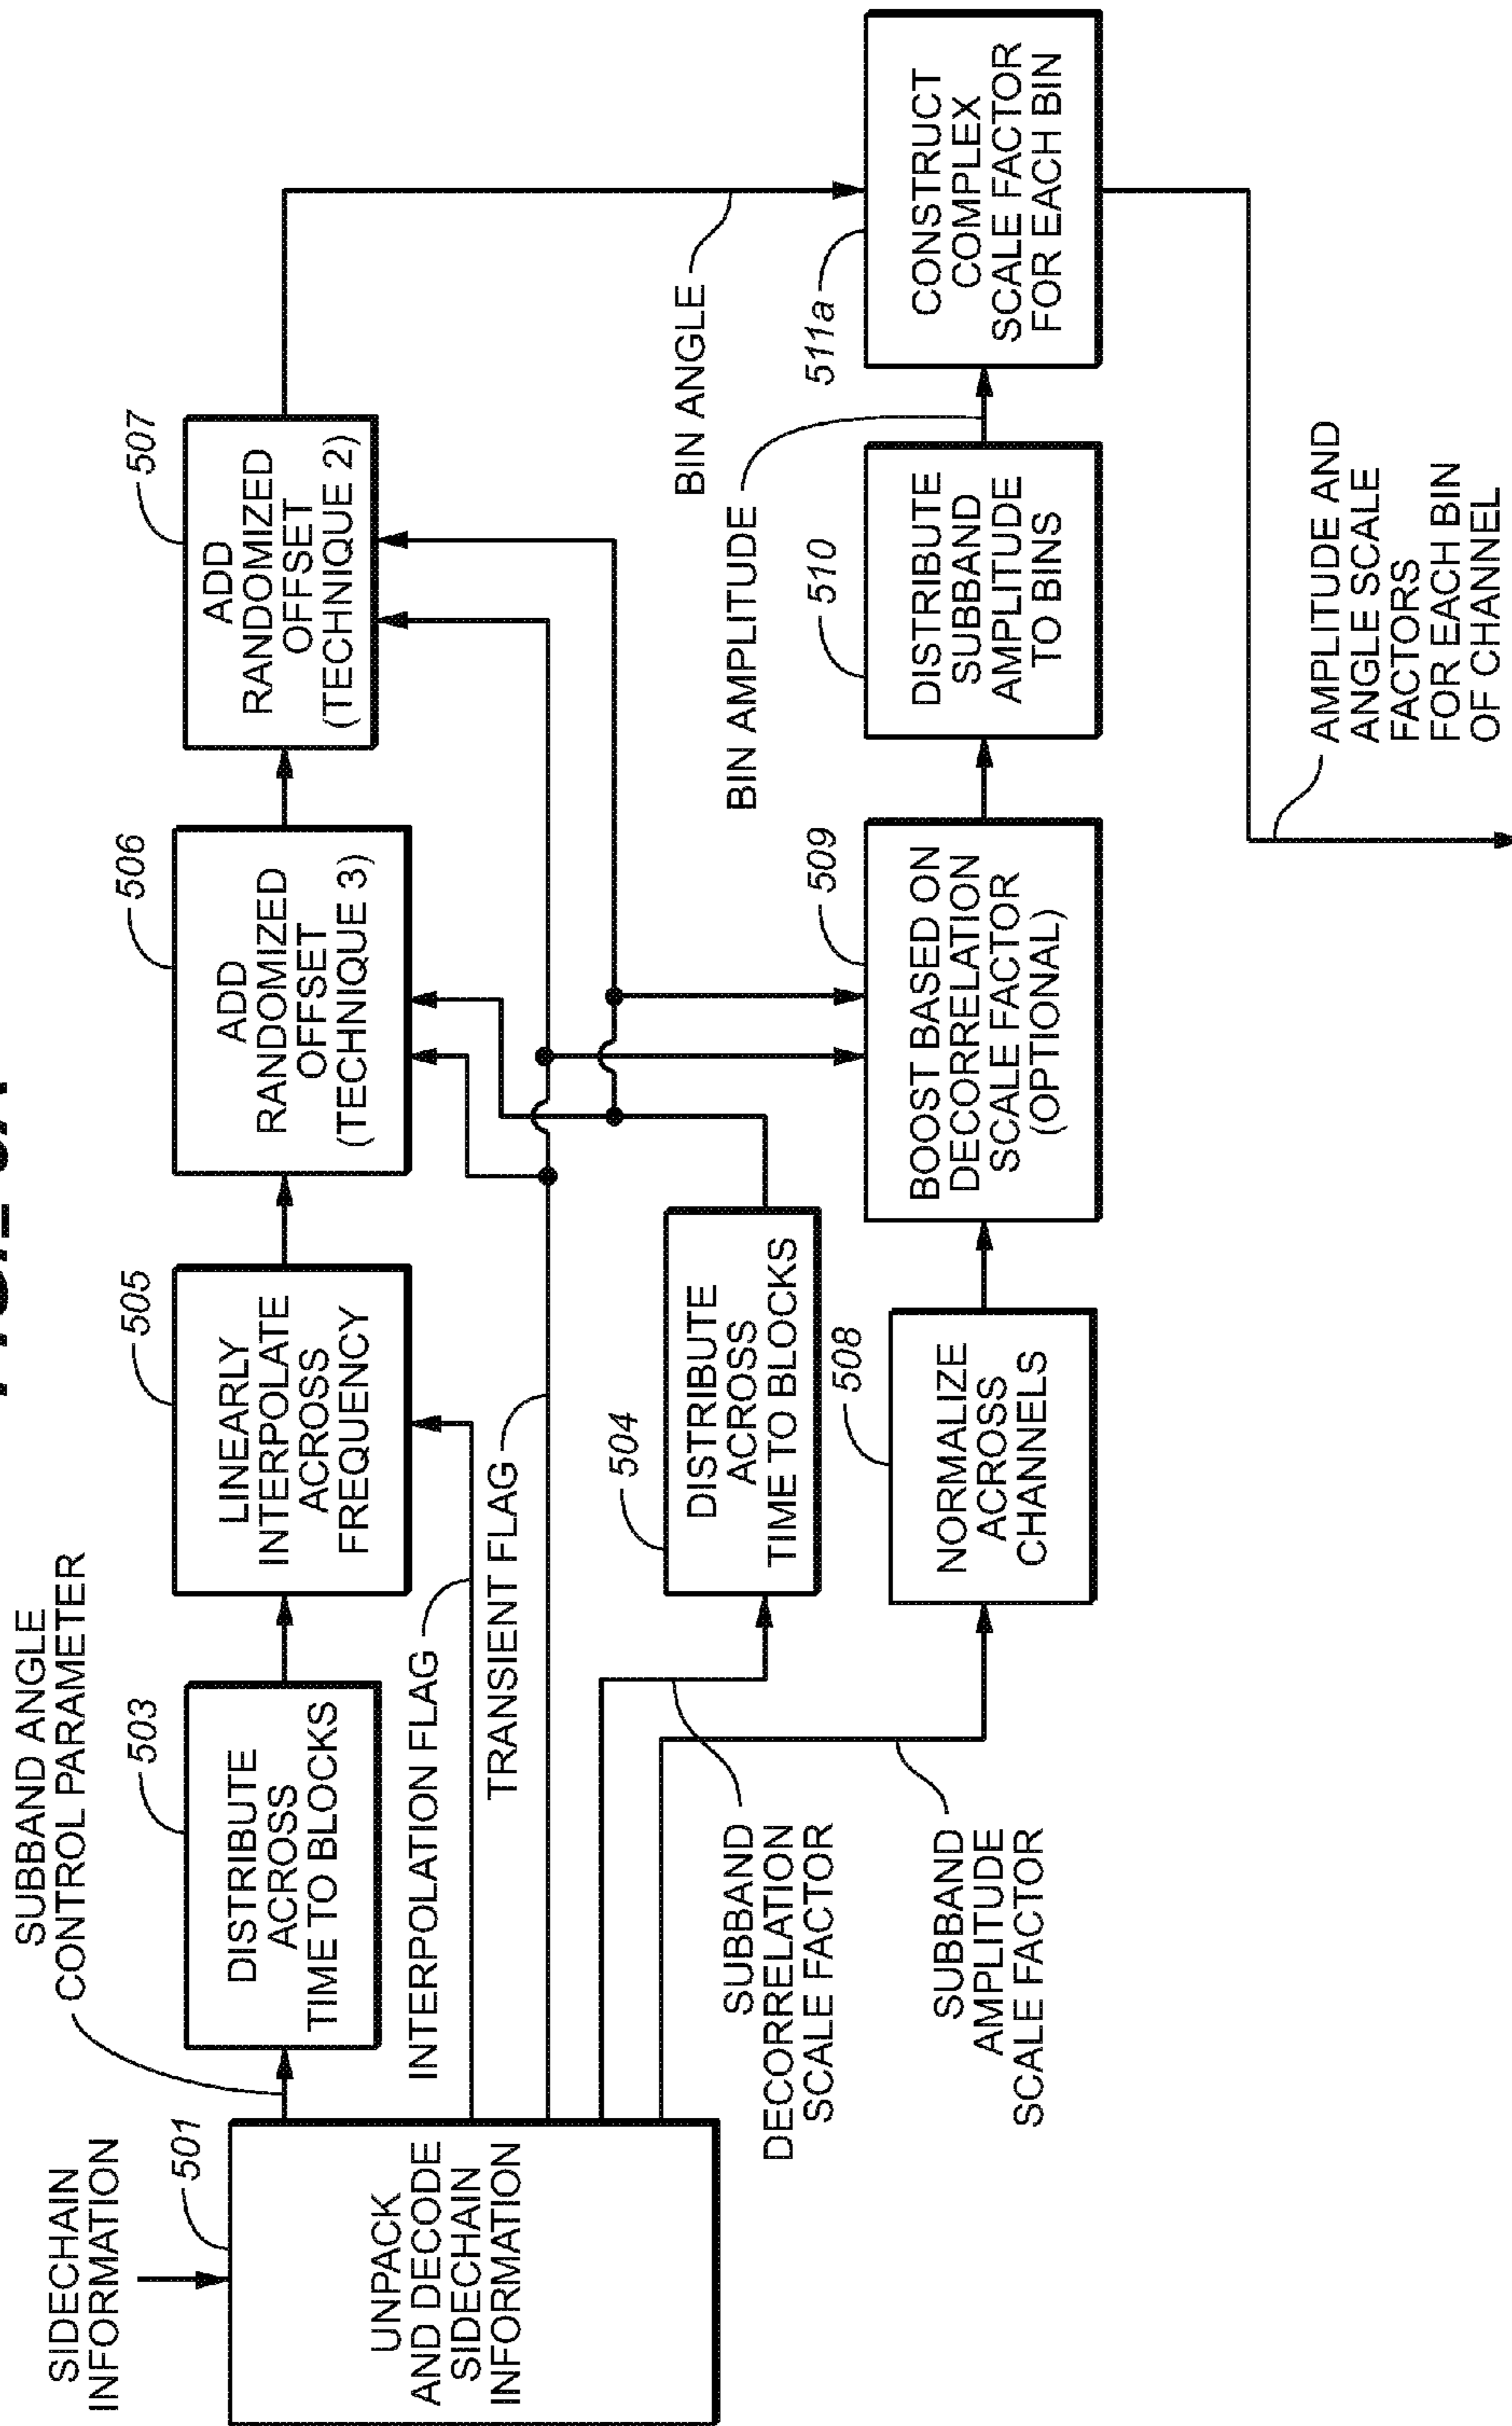 SIDECHAIN
INFORMATION
501
UNPACK
AND DECODE
SIDECHAIN
INFORMATION
SUBBAND ANGLE
CONTROL PARAMETER
503
DISTRIBUTE
ACROSS
TIME TO BLOCKS
505
LINEARLY
INTERPOLATE
ACROSS
FREQUENCY
506
ADD
RANDOMIZED
OFFSET
(TECHNIQUE 3)
507
ADD
RANDOMIZED
OFFSET
(TECHNIQUE 2)
INTERPOLATION FLAG
TRANSIENT FLAG
SUBBAND
DECORRELATION
SCALE FACTOR
504
DISTRIBUTE
ACROSS
TIME TO BLOCKS
SUBBAND
AMPLITUDE
SCALE FACTOR
508
NORMALIZE
ACROSS
CHANNELS
509
BOOST BASED ON
DECORRELATION
SCALE FACTOR
(OPTIONAL)
BIN AMPLITUDE
510
DISTRIBUTE
SUBBAND
AMPLITUDE
TO BINS
BIN ANGLE
511a
CONSTRUCT
COMPLEX
SCALE FACTOR
FOR EACH BIN
AMPLITUDE AND
ANGLE SCALE
FACTORS
FOR EACH BIN
OF CHANNEL